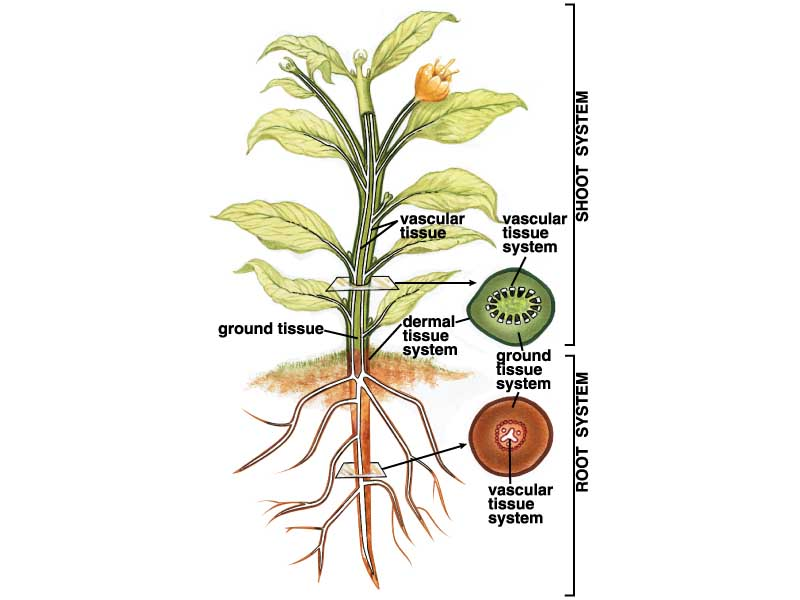 SHOOT SYSTEM
vascular
tissue
vascular
tissue
system
ground tissue
dermal
tissue
system
ground
tissue
system
ROOT SYSTEM
vascular
tissue
system